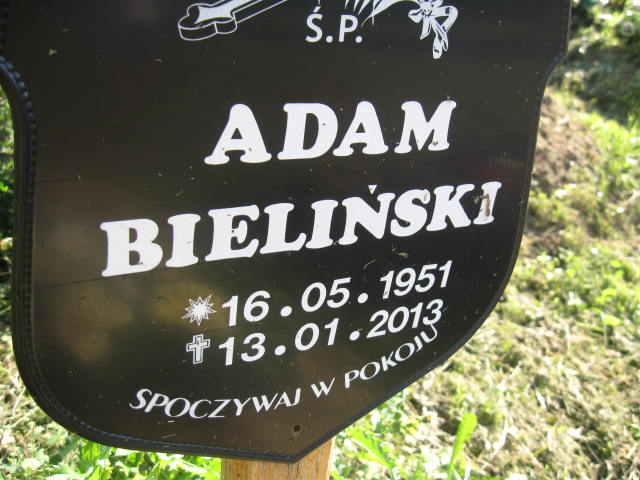 Ś.P.
ADAM
BIELIŃSKI
16.05.1951
13.01.2013
SPOCZYWAJ W POKOJU